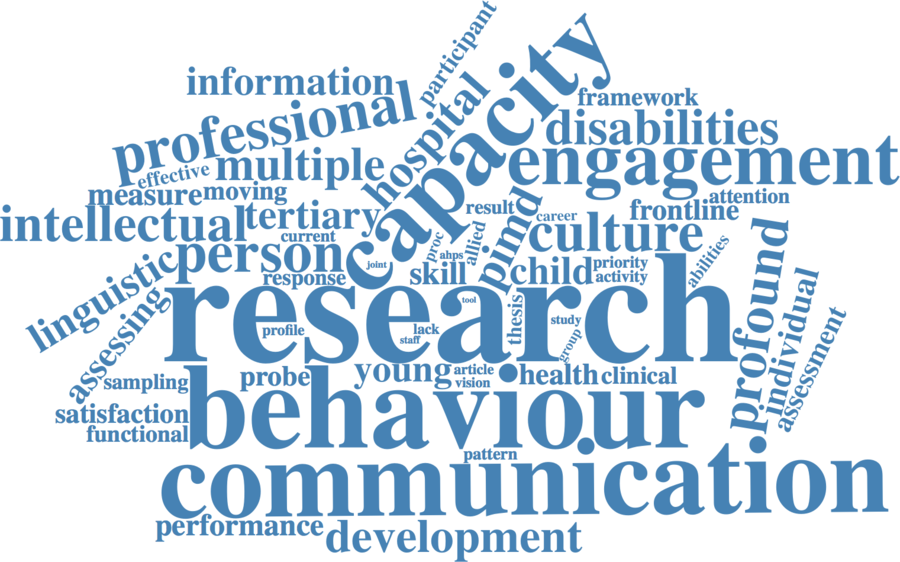 participant
information
capacity
framework
professional
hospital
disabilities
effective
multiple
engagement
measure
moving
attention
intellectual
tertiary
result
career
frontline
current
pimd
culture
proc
allied
person
ahps
joint
skill
child
priority
abilities
response
activity
linguistic
research
tool
profound
individual
assessing
profile
lack
staff
thesis
study
group
assessment
sampling
probe
young
article
vision
health
clinical
satisfaction
behaviour
functional
pattern
communication
performance
development